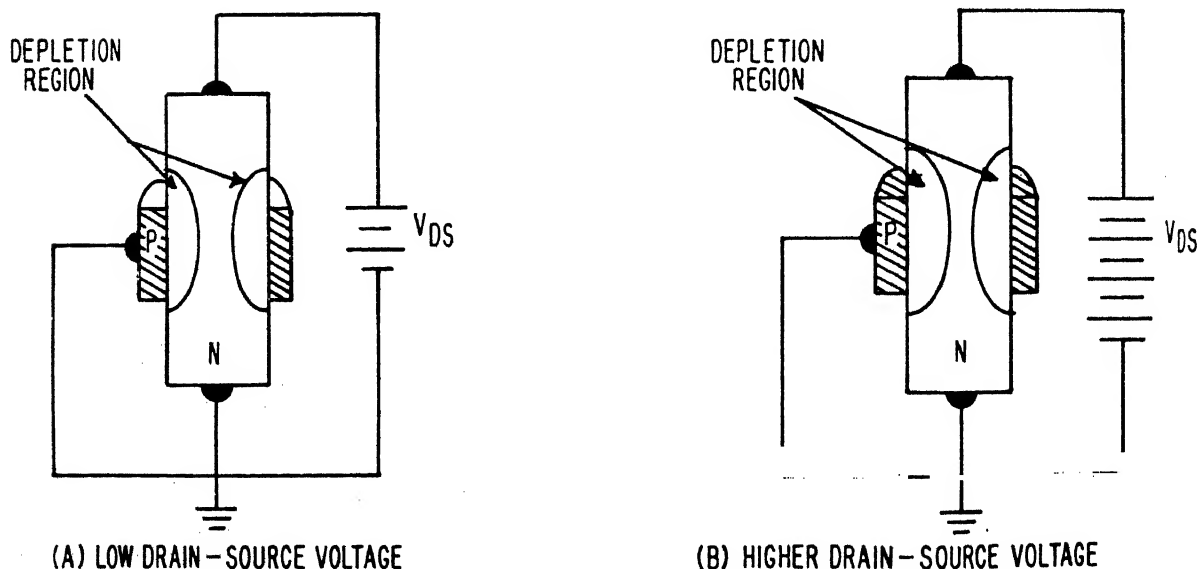 DEPLETION
REGION
P
N
VDS
(A) LOW DRAIN – SOURCE VOLTAGE
DEPLETION
REGION
P
N
VDS
(B) HIGHER DRAIN – SOURCE VOLTAGE